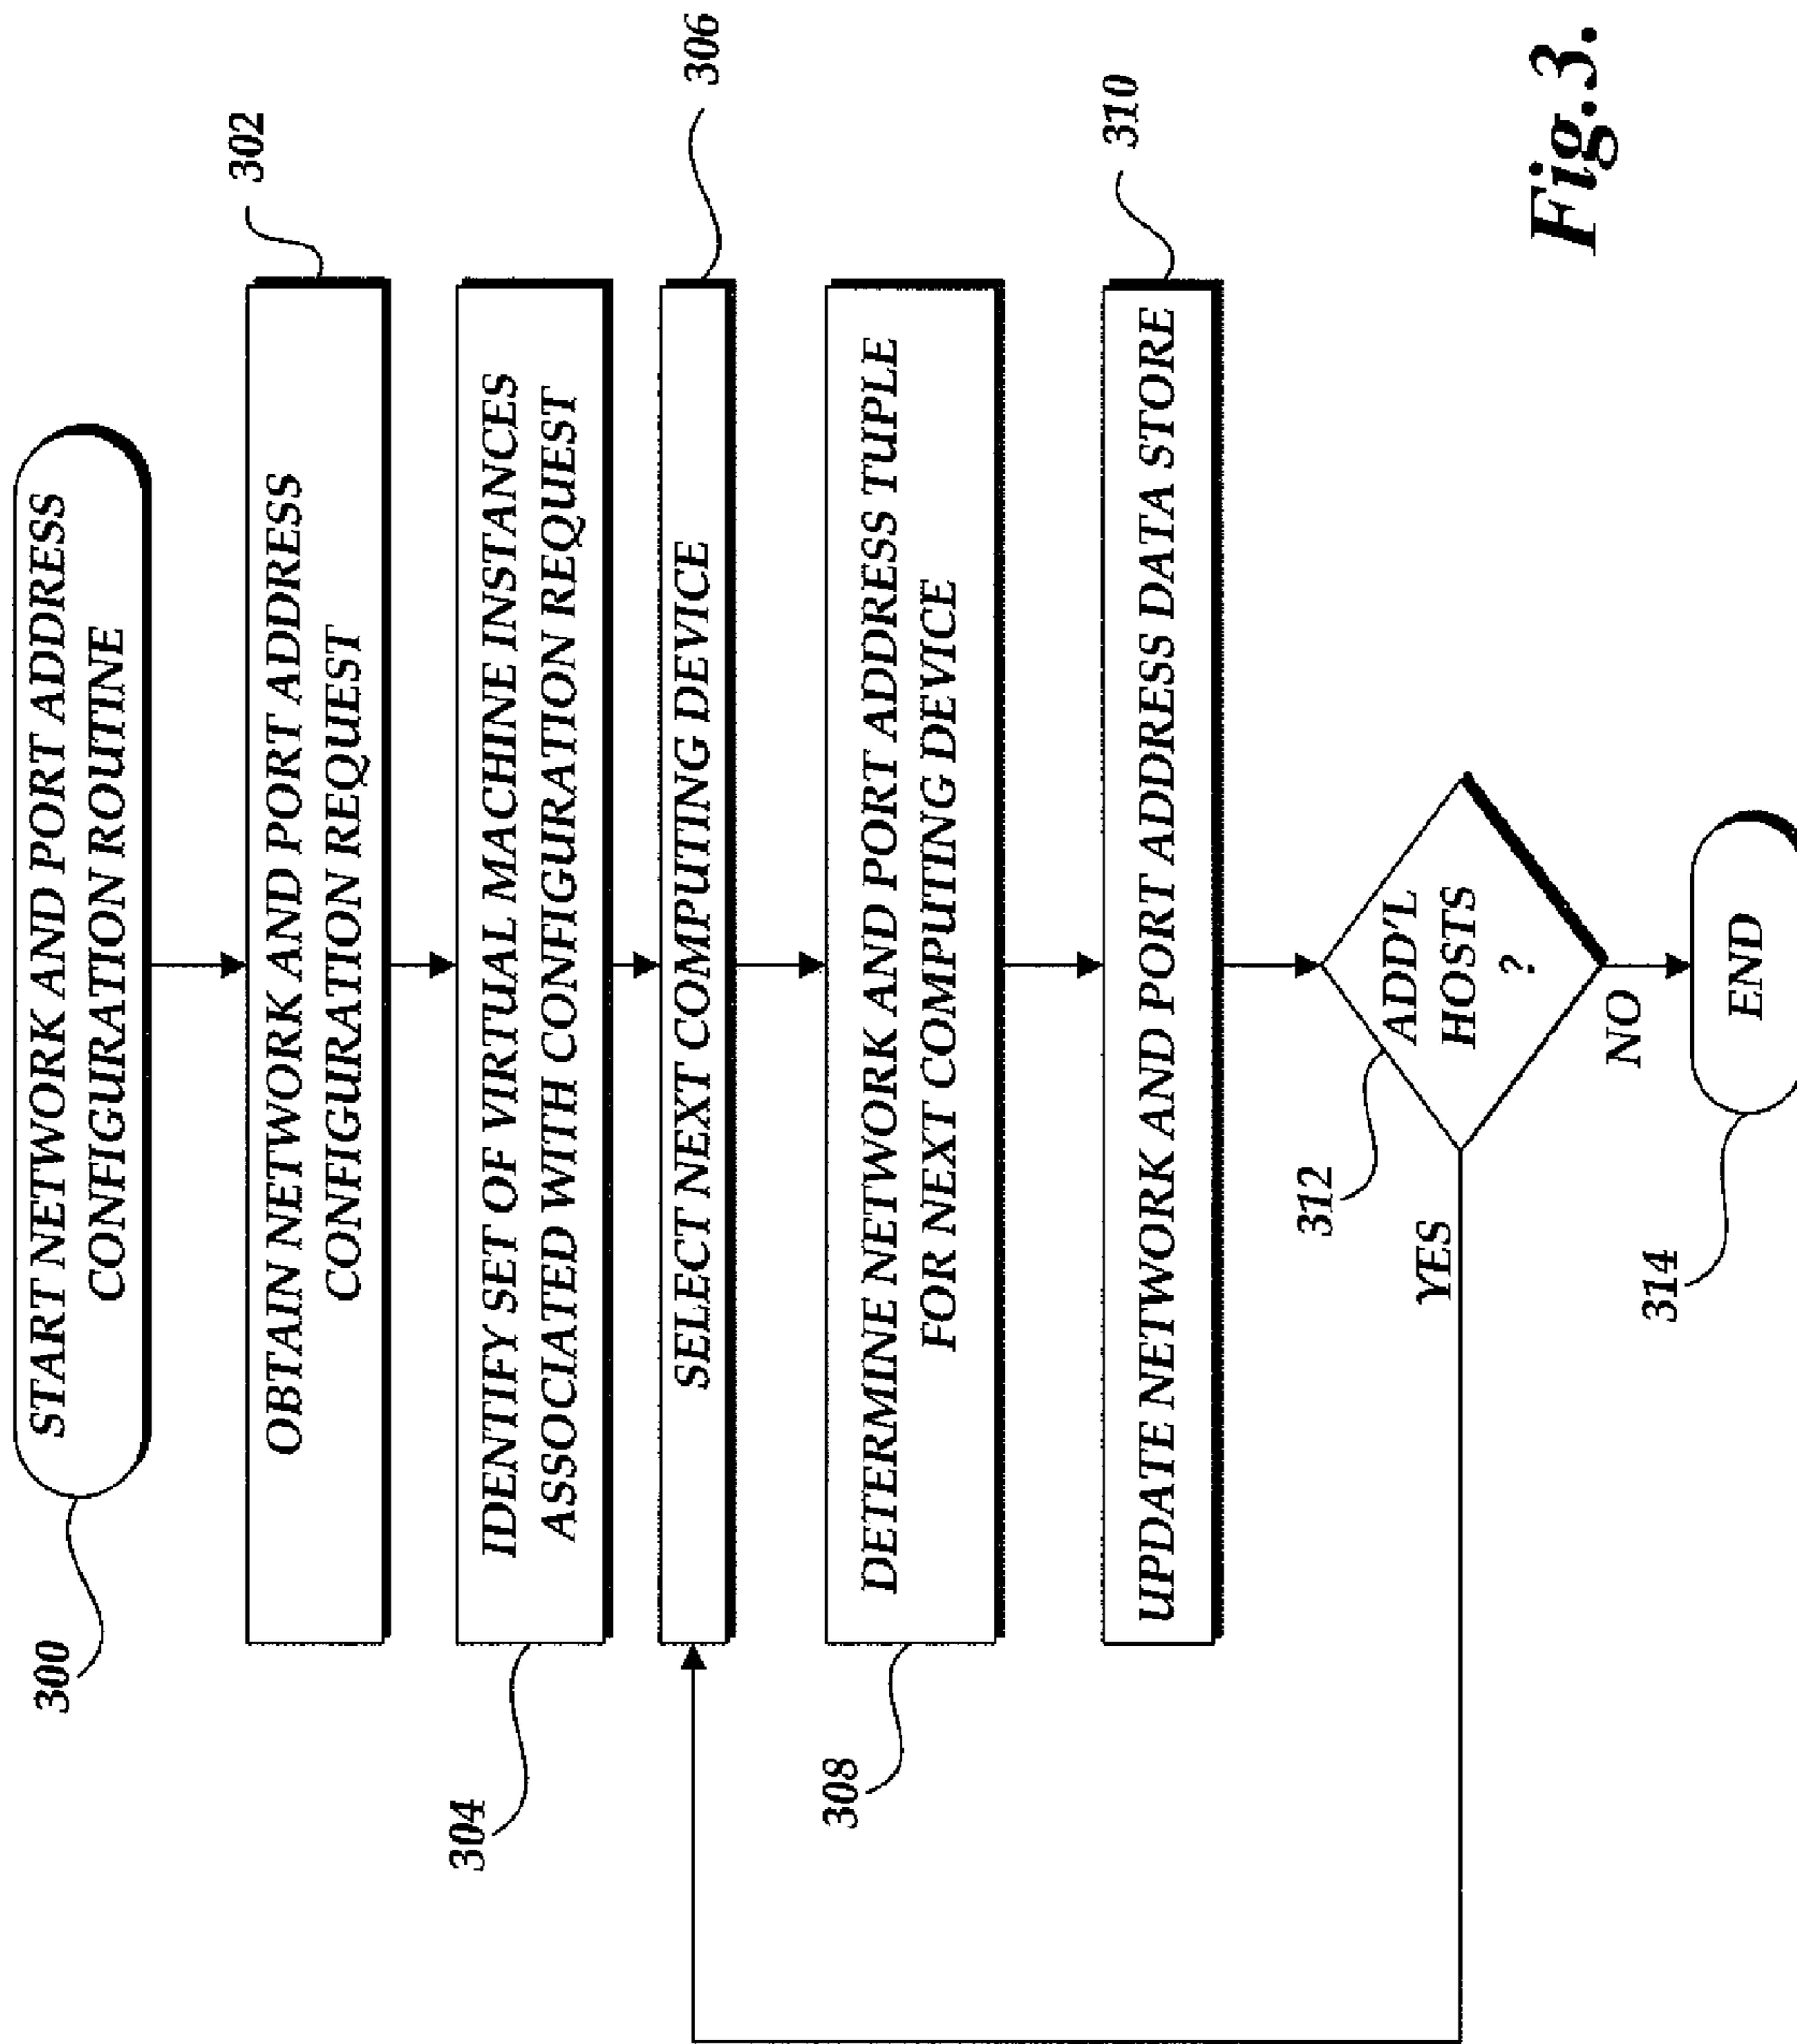 300
START NETWORK AND PORT ADDRESS
CONFIGURATION ROUTINE
302
OBTAIN NETWORK AND PORT ADDRESS
CONFIGURATION REQUEST
304
IDENTIFY SET OF VIRTUAL MACHINE INSTANCES
ASSOCIATED WITH CONFIGURATION REQUEST
306
SELECT NEXT COMPUTING DEVICE
308
DETERMINE NETWORK AND PORT ADDRESS TUPLE
FOR NEXT COMPUTING DEVICE
310
UPDATE NETWORK AND PORT ADDRESS DATA STORE
312
ADD'L
HOSTS
?
YES
NO
314
END
Fig.3.